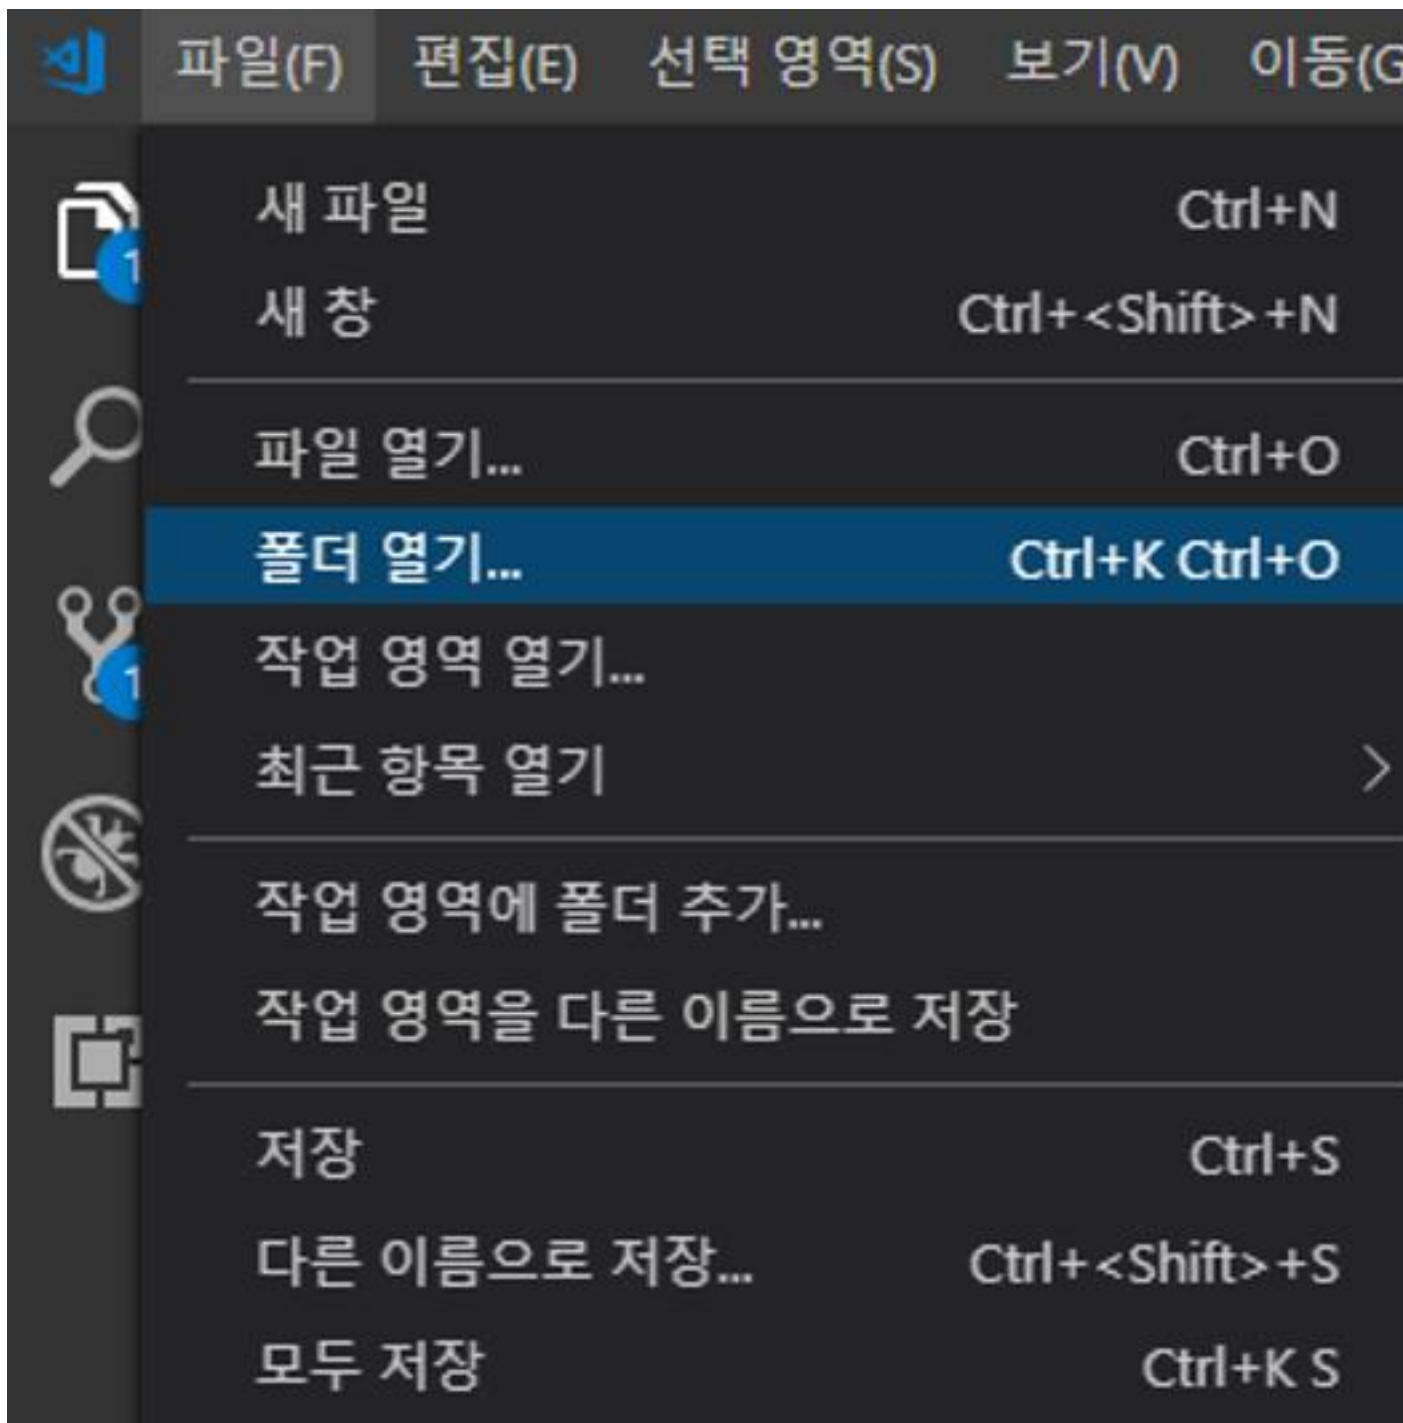 파일(F) 편집(E) 선택 영역(S) 보기(V) 이동(G
새 파일 Ctrl+N
1
새 창 Ctrl+<Shift>+N
파일 열기... Ctrl+O
폴더 열기... Ctrl+K Ctrl+O
작업 영역 열기...
1
최근 항목 열기
작업 영역에 폴더 추가...
작업 영역을 다른 이름으로 저장
저장 Ctrl+S
다른 이름으로 저장... Ctrl+<Shift>+S
모두 저장 Ctrl+K S